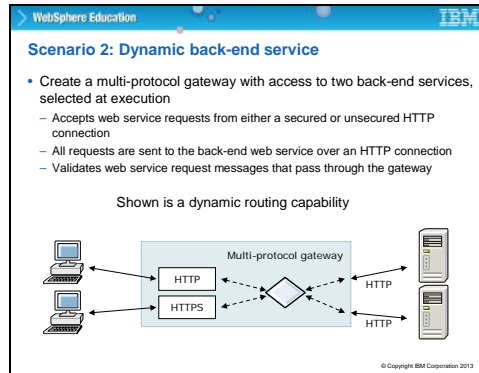 WebSphere Education
IBM
Scenario 2: Dynamic back-end service
• Create a multi-protocol gateway with access to two back-end services,
selected at execution
– Accepts web service requests from either a secured or unsecured HTTP
connection
– All requests are sent to the back-end web service over an HTTP connection
– Validates web service request messages that pass through the gateway
Shown is a dynamic routing capability
Multi-protocol gateway
HTTP
HTTP
HTTPS
HTTP
© Copyright IBM Corporation 2013